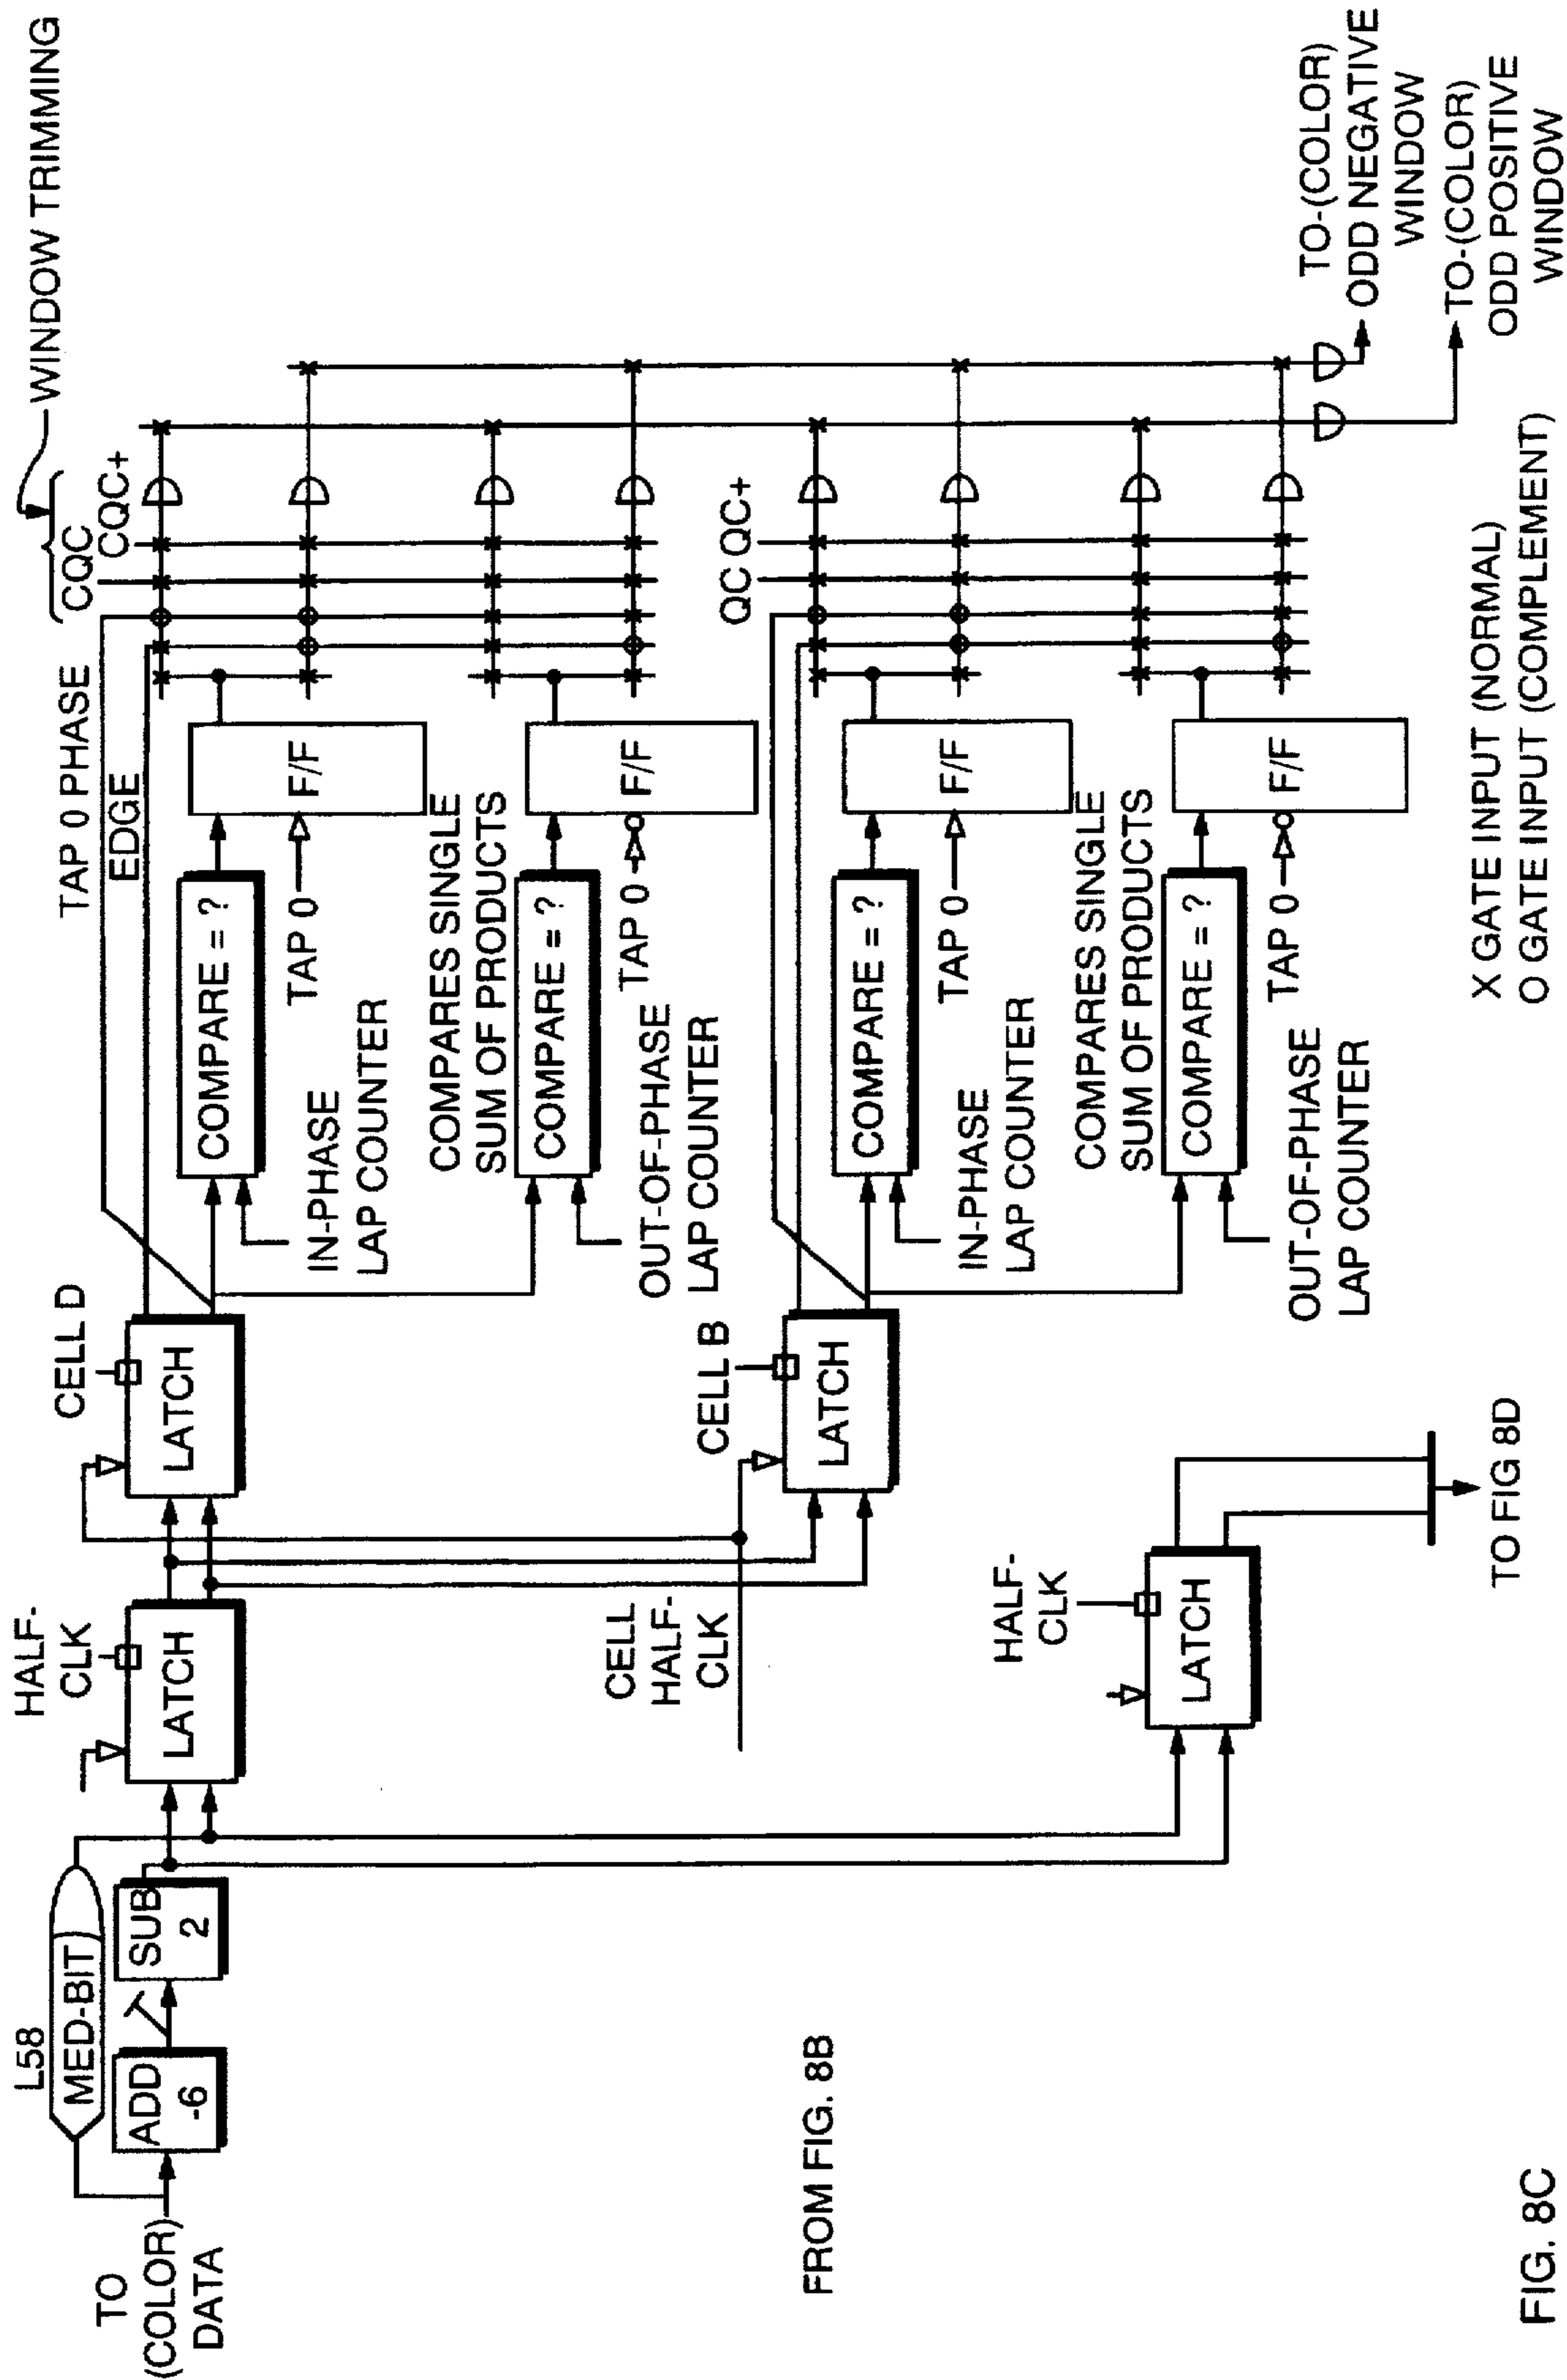 WINDOW TRIMMING
TAP 0 PHASE
EDGE
CQC
CQC+
L58
MED-BIT
TO
(COLOR)
DATA
ADD
-6
SUB
2
HALF-
CLK
LATCH
CELL D
LATCH
COMPARE = ?
IN-PHASE
LAP COUNTER
TAP 0
F/F
COMPARES SINGLE
SUM OF PRODUCTS
COMPARE = ?
OUT-OF-PHASE
LAP COUNTER
TAP 0
F/F
CELL
HALF-
CLK
CELL B
LATCH
QC
QC+
COMPARE = ?
IN-PHASE
LAP COUNTER
TAP 0
F/F
COMPARES SINGLE
SUM OF PRODUCTS
COMPARE = ?
OUT-OF-PHASE
LAP COUNTER
TAP 0
F/F
TO-(COLOR)
ODD NEGATIVE
WINDOW
TO-(COLOR)
ODD POSITIVE
WINDOW
HALF-
CLK
LATCH
TO FIG 8D
FROM FIG. 8B
X GATE INPUT (NORMAL)
O GATE INPUT (COMPLEMENT)
FIG. 8C